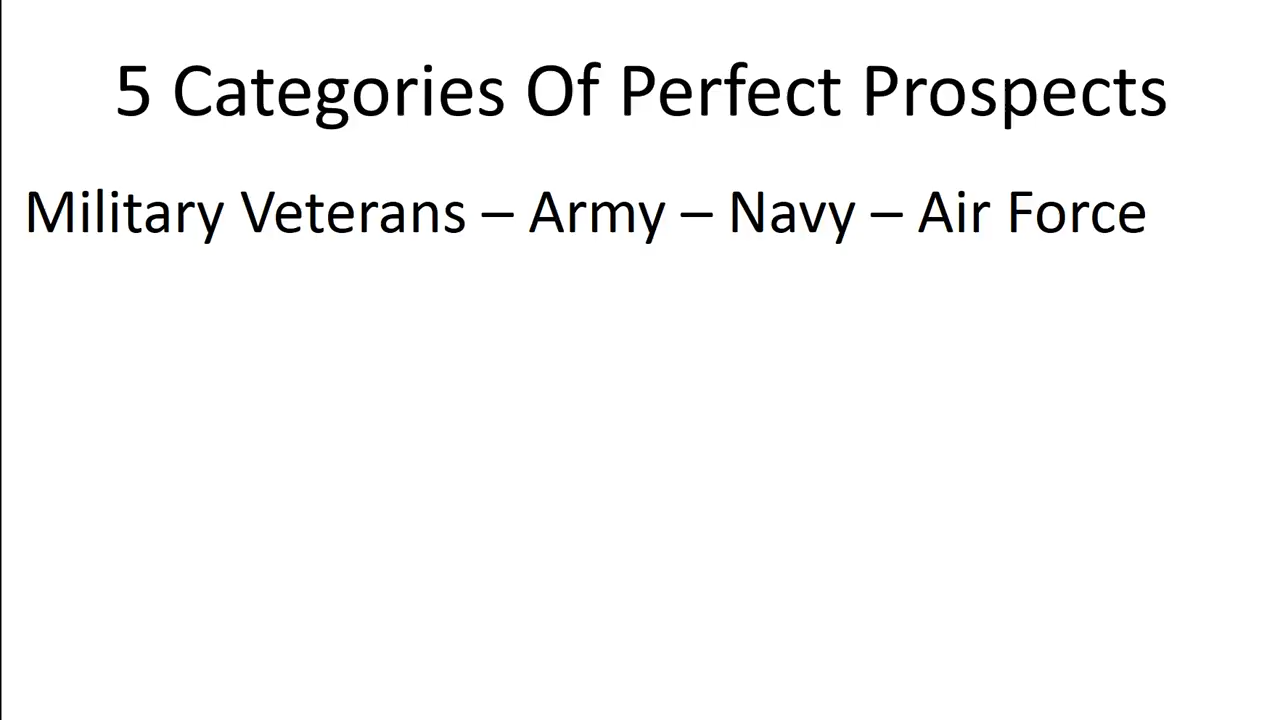 5 Categories Of Perfect Prospects
Military Veterans – Army – Navy – Air Force